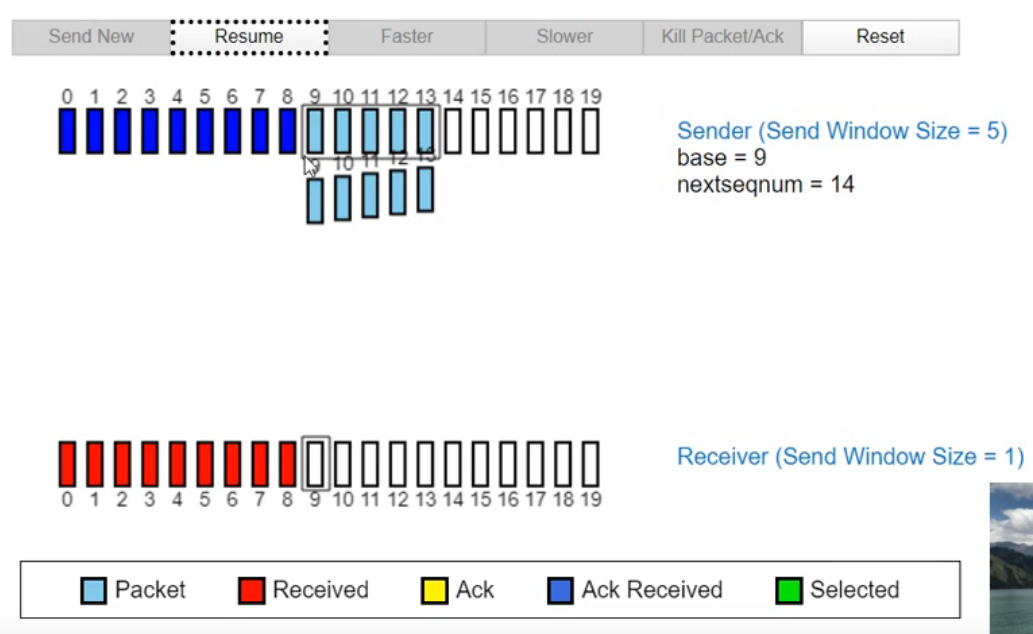 Send New Resume Faster Slower Kill Packet/Ack Reset
0 1 2 3 4 5 6 7 8 9 10 11 12 13 14 15 16 17 18 19
9 10 11 12 13
Sender (Send Window Size = 5)
base = 9
nextseqnum = 14
Receiver (Send Window Size = 1)
0 1 2 3 4 5 6 7 8 9 10 11 12 13 14 15 16 17 18 19
Packet Received Ack Ack Received Selected